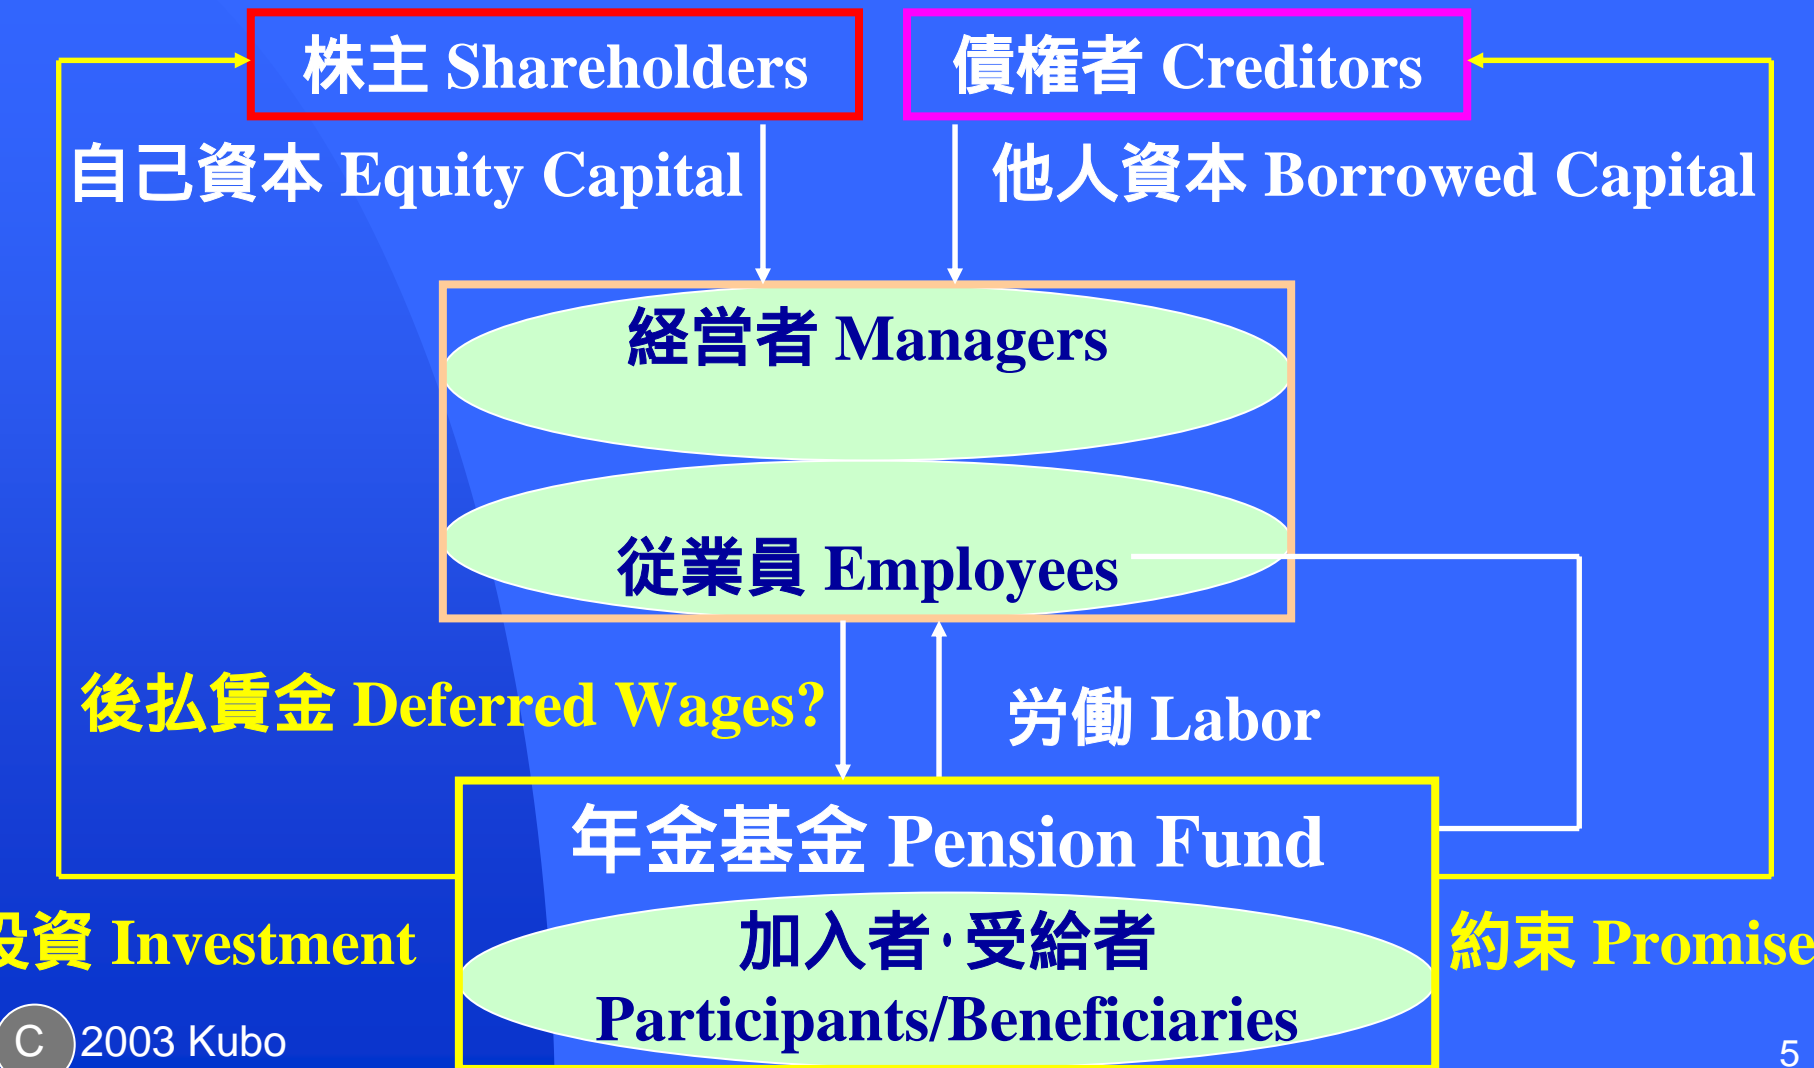 株主 Shareholders
債権者 Creditors
自己資本 Equity Capital
他人資本 Borrowed Capital
経営者 Managers
従業員 Employees
後払賃金 Deferred Wages?
労働 Labor
年金基金 Pension Fund
投資 Investment
加入者·受給者
Participants/Beneficiaries
約束 Promise
C 2003 Kubo
5